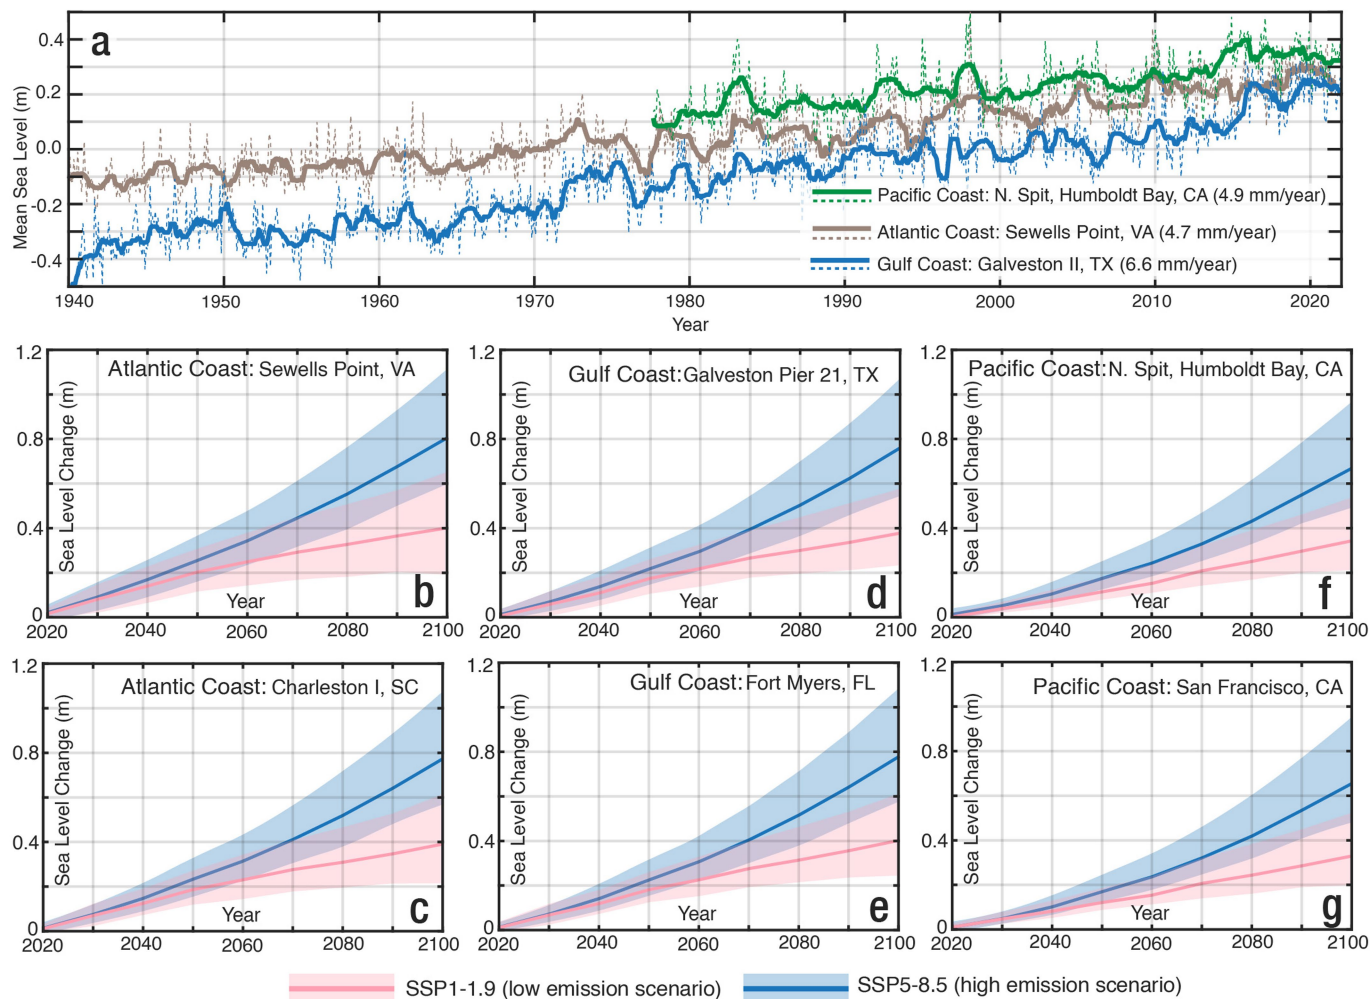 a
Mean Sea Level (m)
0.4
0.2
0.0
-0.2
-0.4
Pacific Coast: N. Spit, Humboldt Bay, CA (4.9 mm/year)
Atlantic Coast: Sewells Point, VA (4.7 mm/year)
Gulf Coast: Galveston II, TX (6.6 mm/year)
1940 1950 1960 1970 1980 1990 2000 2010 2020
Year
Atlantic Coast: Sewells Point, VA
Sea Level Change (m)
1.2
0.8
0.4
0
Year
b
2020 2040 2060 2080 2100
Gulf Coast:Galveston Pier 21, TX
Sea Level Change (m)
1.2
0.8
0.4
0
Year
d
2020 2040 2060 2080 2100
Pacific Coast:N. Spit, Humboldt Bay, CA
Sea Level Change (m)
1.2
0.8
0.4
0
Year
f
2020 2040 2060 2080 2100
Atlantic Coast: Charleston I, SC
Sea Level Change (m)
1.2
0.8
0.4
0
Year
c
2020 2040 2060 2080 2100
Gulf Coast: Fort Myers, FL
Sea Level Change (m)
1.2
0.8
0.4
0
Year
e
2020 2040 2060 2080 2100
Pacific Coast: San Francisco, CA
Sea Level Change (m)
1.2
0.8
0.4
0
Year
g
2020 2040 2060 2080 2100
SSP1-1.9 (low emission scenario)
SSP5-8.5 (high emission scenario)